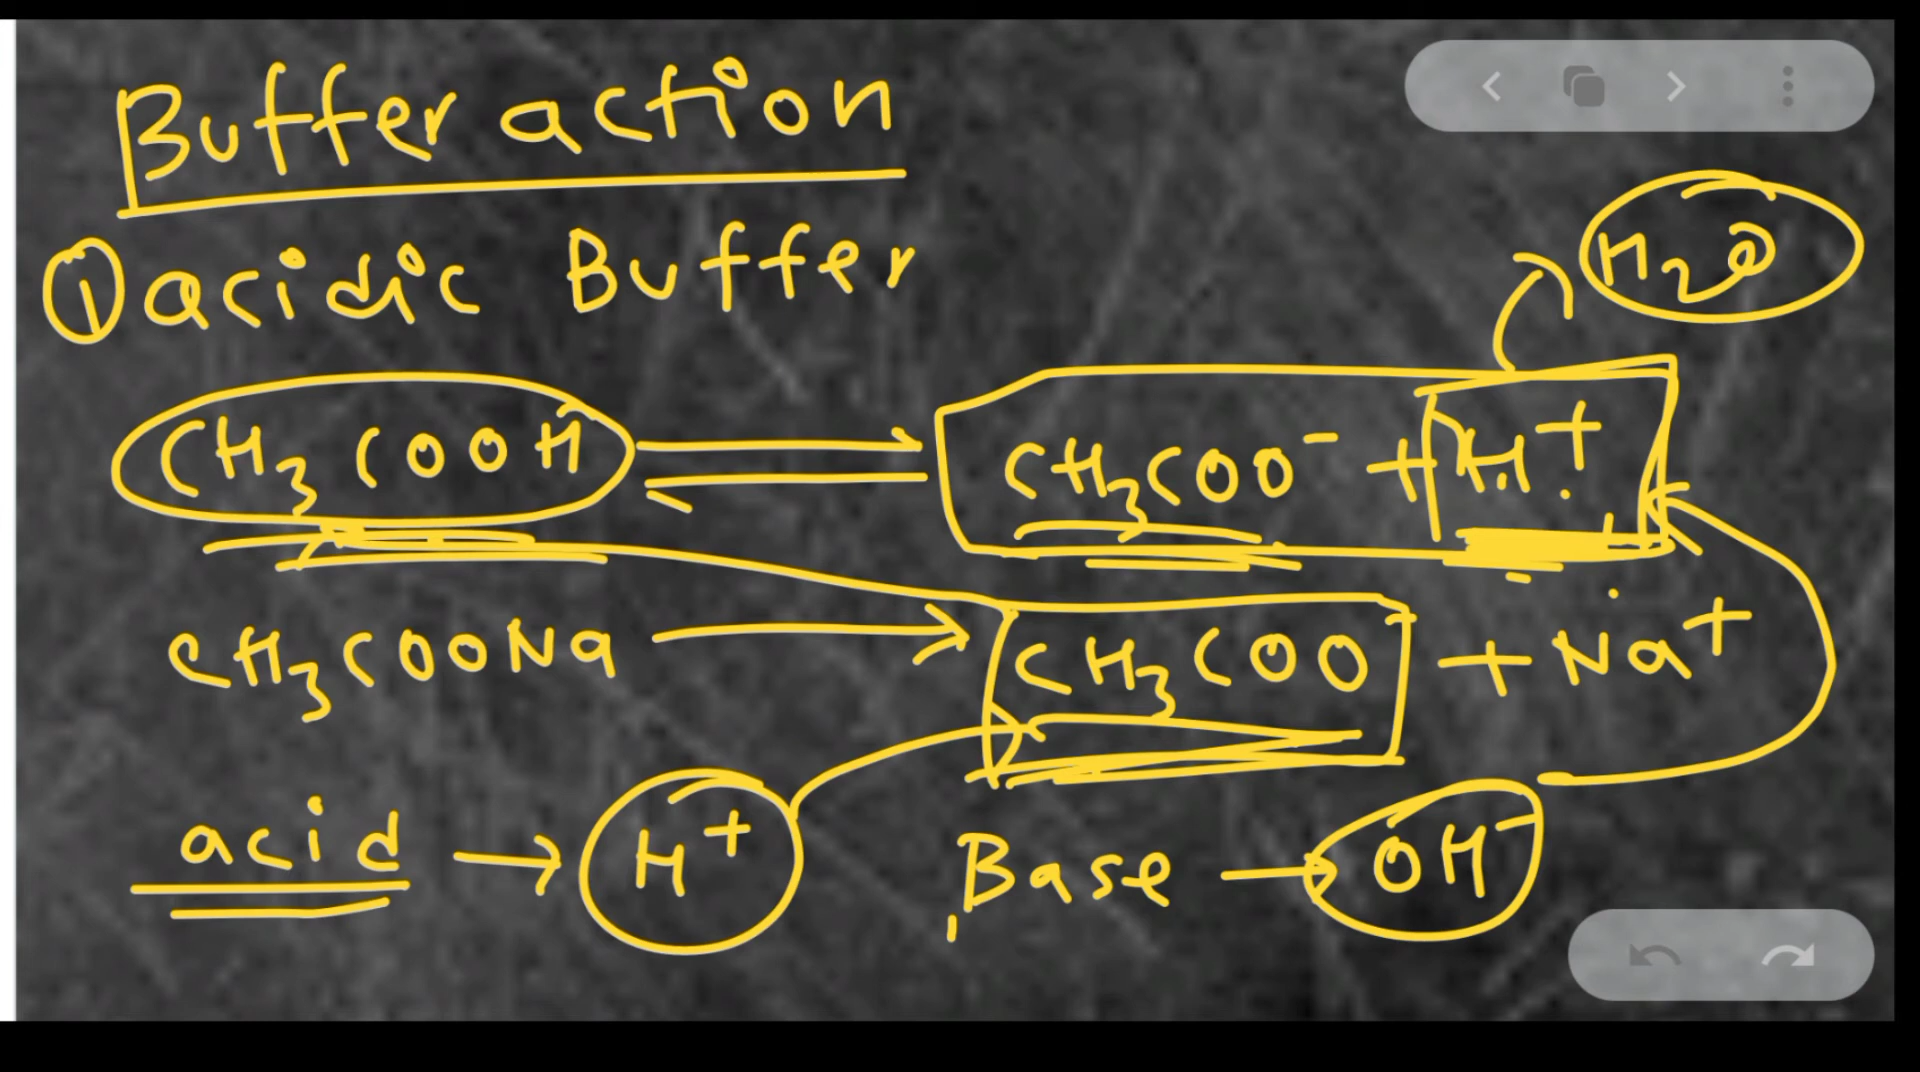 Buffer action
① acidic Buffer
H2O
CH3COOH ⇌ CH3COO⁻ + H⁺
CH3COONa → CH3COO + Na⁺
acid → H⁺
Base → OH⁻